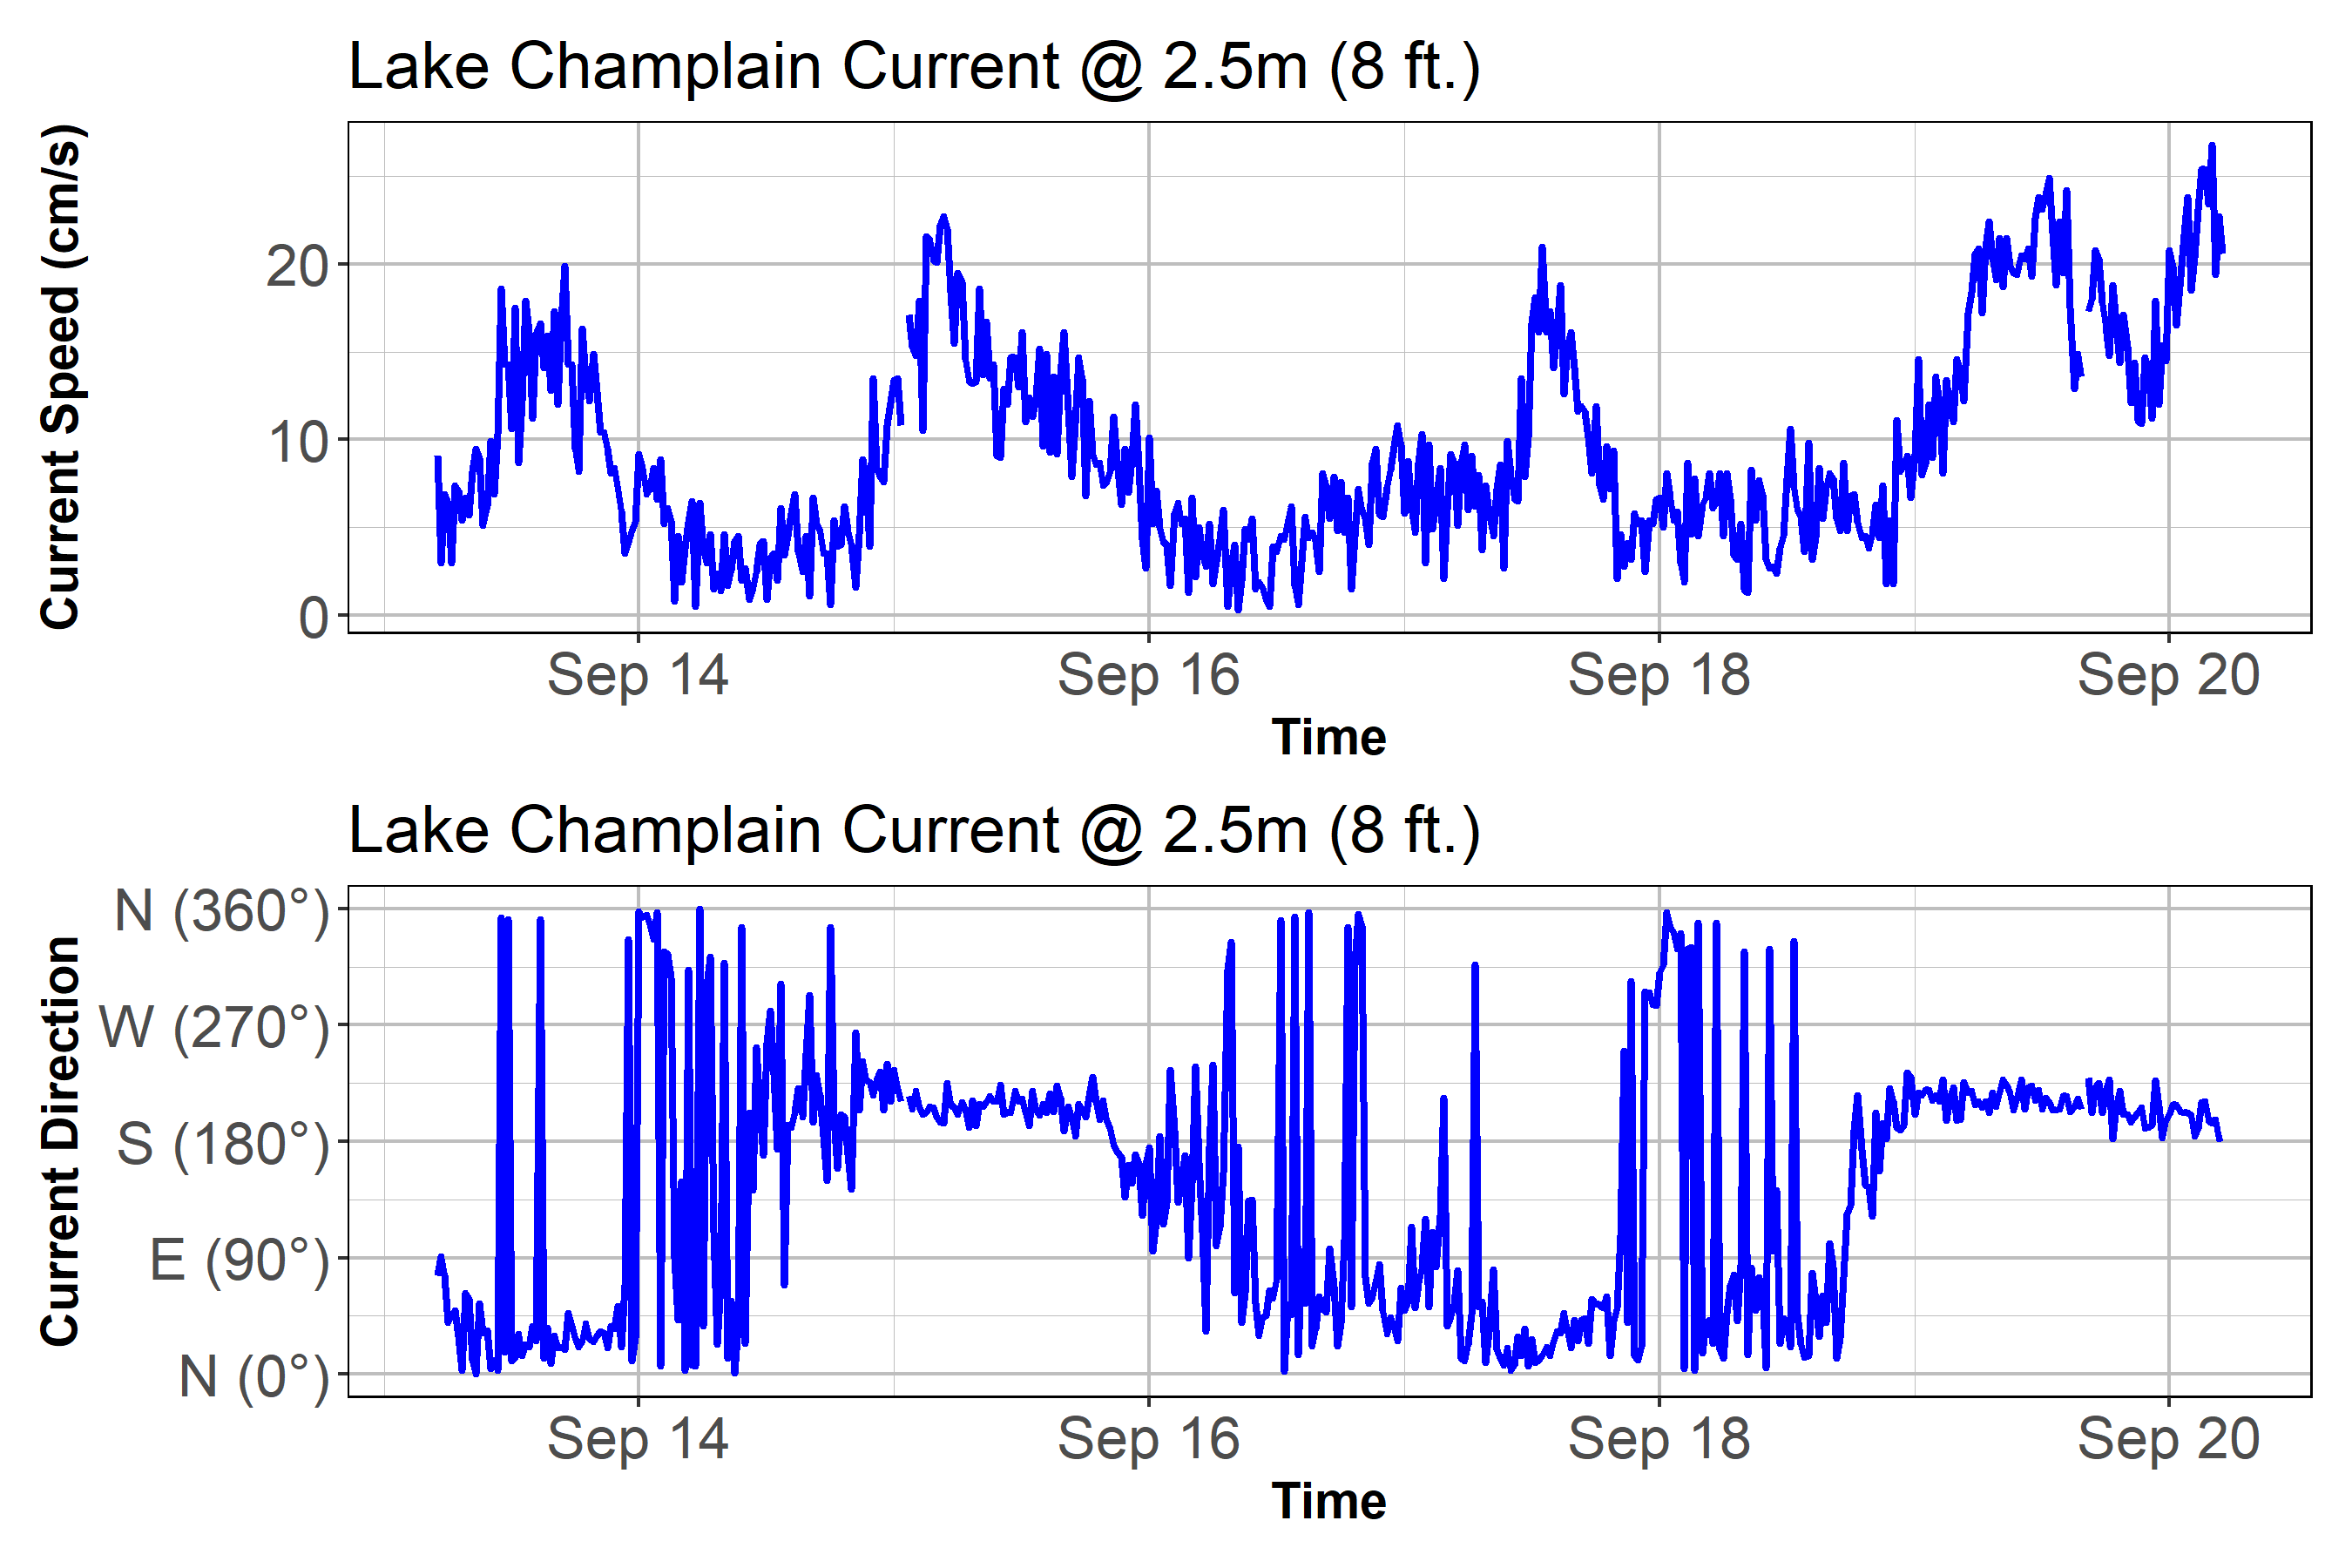 Lake Champlain Current @ 2.5m (8 ft.)
Current Speed (cm/s)
20
10
0
Sep 14 Sep 16 Sep 18 Sep 20
Time
Lake Champlain Current @ 2.5m (8 ft.)
Current Direction
N (360°)
W (270°)
S (180°)
E (90°)
N (0°)
Sep 14 Sep 16 Sep 18 Sep 20
Time